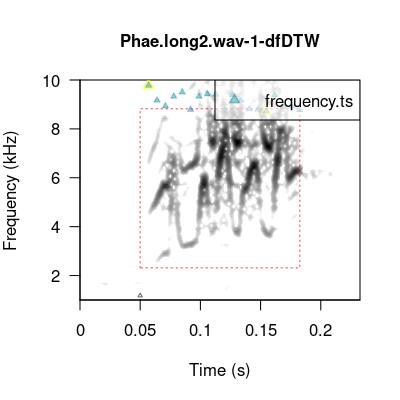 Phae.long2.wav-1-dfDTW
frequency.ts
10
8
6
4
2
Frequency (kHz)
0 0.05 0.1 0.15 0.2
Time (s)